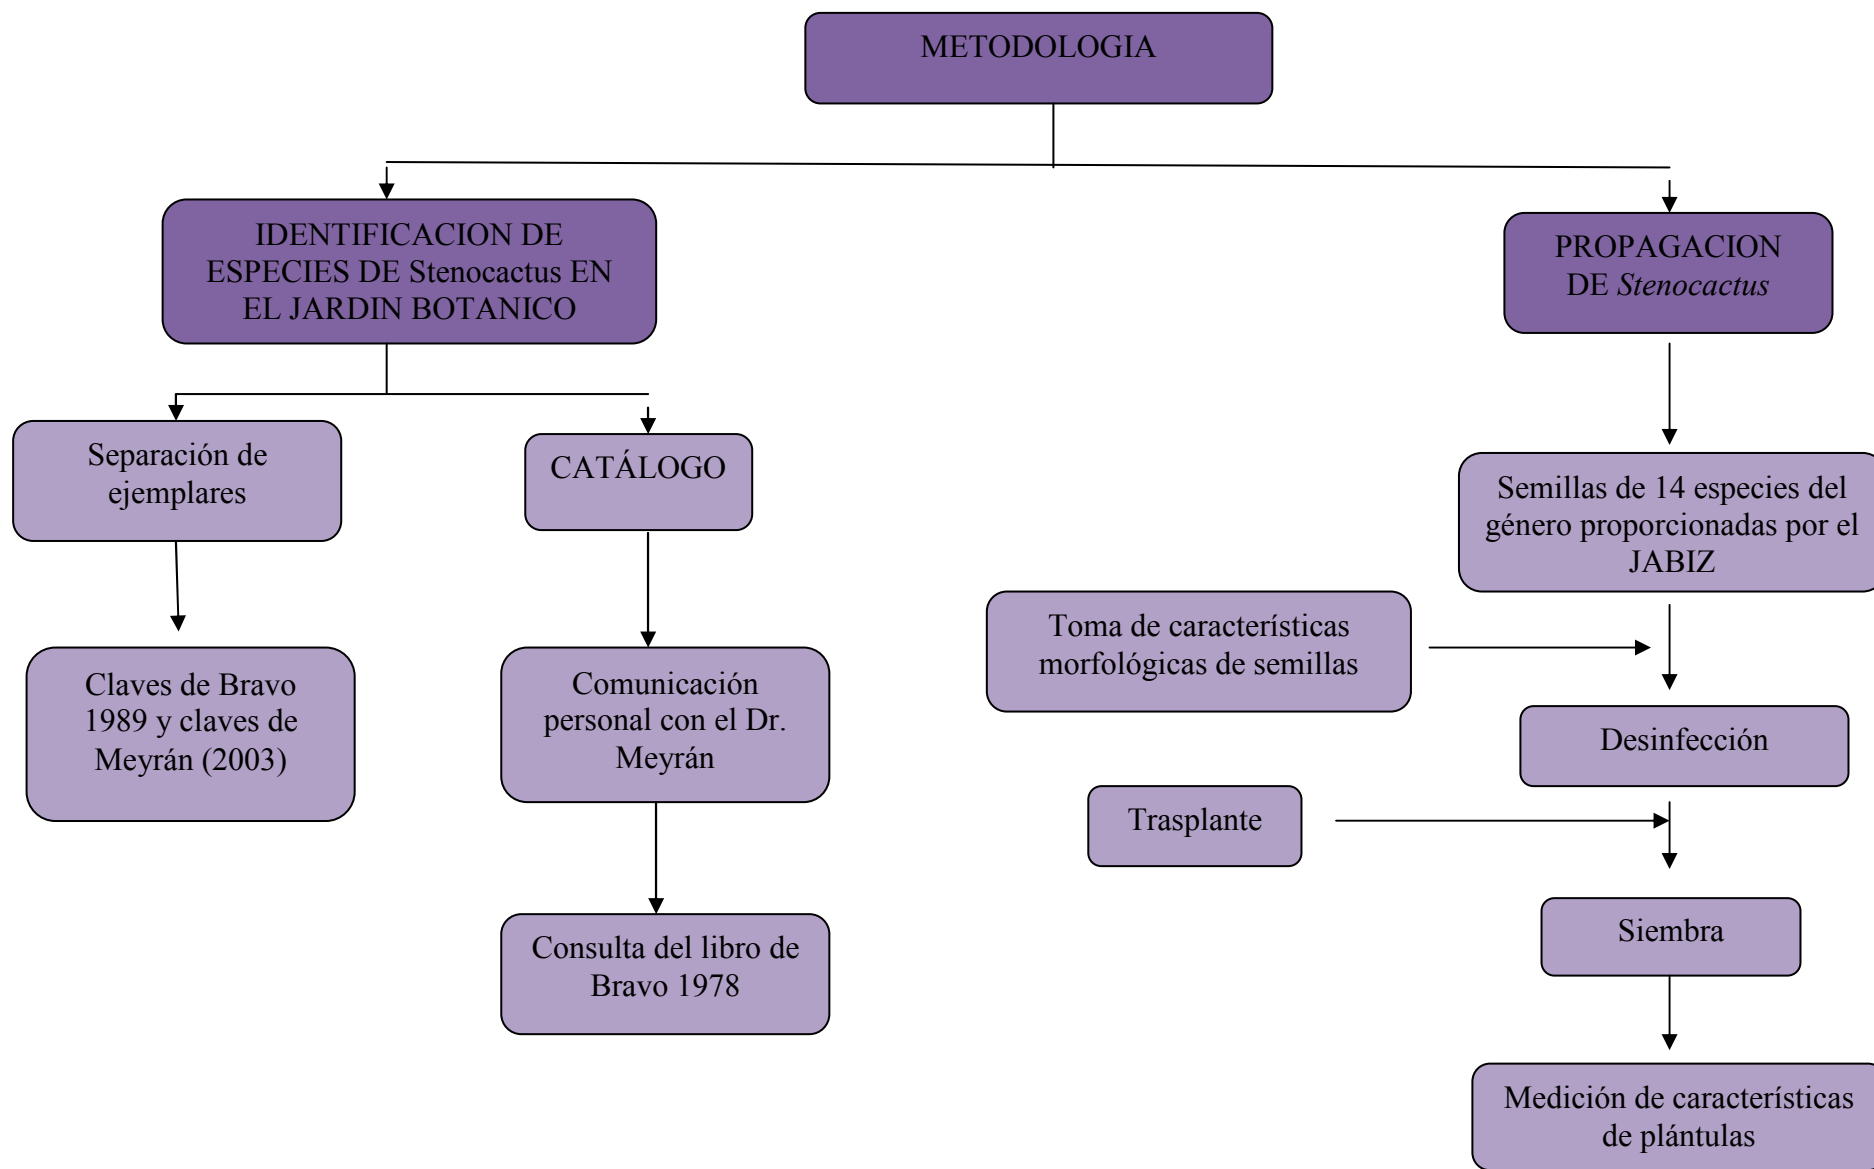 METODOLOGIA
IDENTIFICACION DE
ESPECIES DE Stenocactus EN
EL JARDIN BOTANICO
PROPAGACION
DE Stenocactus
Separación de
ejemplares
CATÁLOGO
Semillas de 14 especies del
género proporcionadas por el
JABIZ
Claves de Bravo
1989 y claves de
Meyrán (2003)
Comunicación
personal con el Dr.
Meyrán
Toma de características
morfológicas de semillas
Desinfección
Trasplante
Consulta del libro de
Bravo 1978
Siembra
Medición de características
de plántulas